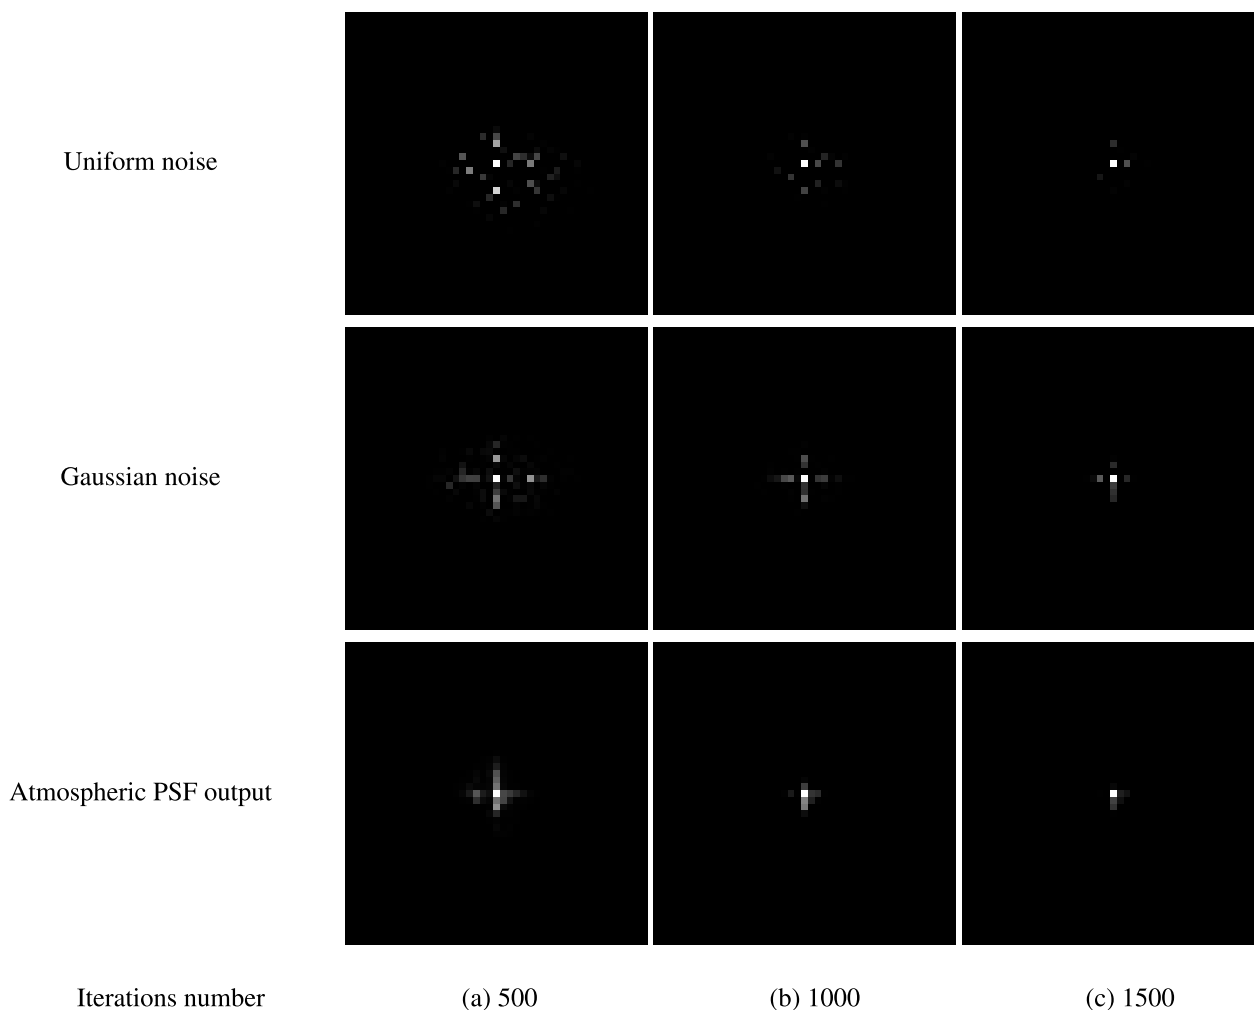 Uniform noise
Gaussian noise
Atmospheric PSF output
Iterations number (a) 500 (b) 1000 (c) 1500